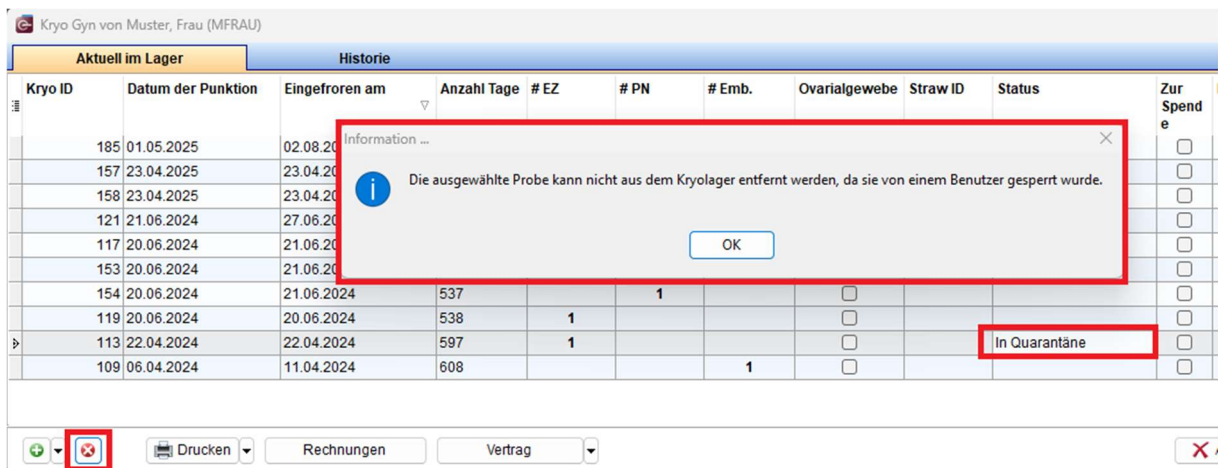 Kryo Gyn von Muster, Frau (MFRAU)
Aktuell im Lager Historie
Kryo ID Datum der Punktion Eingefroren am Anzahl Tage # EZ # PN # Emb. Ovarialgewebe Straw ID Status Zur
Spend
e
Information ...
Die ausgewählte Probe kann nicht aus dem Kryolager entfernt werden, da sie von einem Benutzer gesperrt wurde.
OK
185 01.05.2025 02.08.20
157 23.04.2025 23.04.20
158 23.04.2025 23.04.20
121 21.06.2024 27.06.20
117 20.06.2024 21.06.20
153 20.06.2024 21.06.20
154 20.06.2024 21.06.2024 537 1
119 20.06.2024 20.06.2024 538 1
113 22.04.2024 22.04.2024 597 1 In Quarantäne
109 06.04.2024 11.04.2024 608 1
Drucken Rechnungen Vertrag